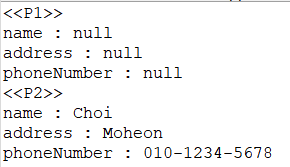 <<P1>>
name : null
address : null
phoneNumber : null
<<P2>>
name : Choi
address : Moheon
phoneNumber : 010-1234-5678